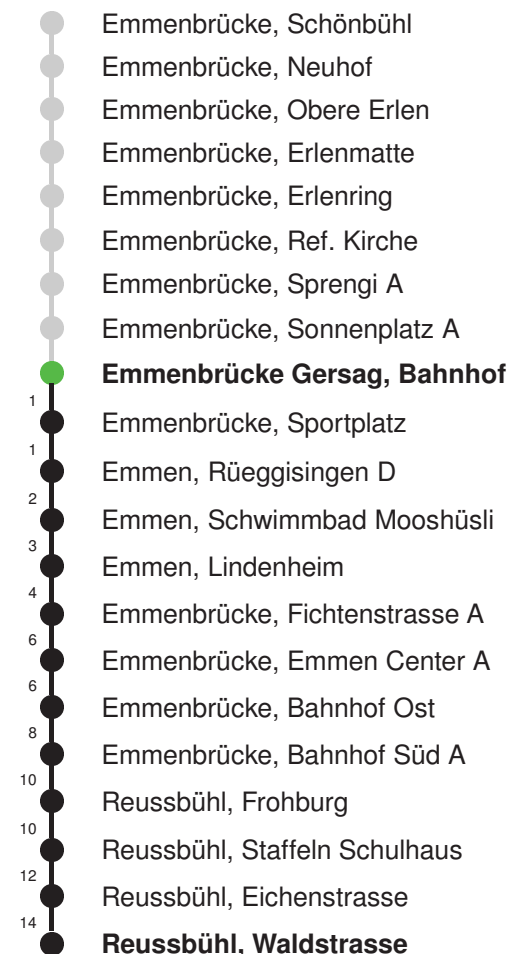 Emmenbrücke, Schönbühl
Emmenbrücke, Neuhof
Emmenbrücke, Obere Erlen
Emmenbrücke, Erlenmatte
Emmenbrücke, Erlenring
Emmenbrücke, Ref. Kirche
Emmenbrücke, Sprengi A
Emmenbrücke, Sonnenplatz A
Emmenbrücke Gersag, Bahnhof
1 Emmenbrücke, Sportplatz
1 Emmen, Rüeggisingen D
2 Emmen, Schwimmbad Mooshüsli
3 Emmen, Lindenheim
4 Emmenbrücke, Fichtenstrasse A
6 Emmenbrücke, Emmen Center A
6 Emmenbrücke, Bahnhof Ost
8 Emmenbrücke, Bahnhof Süd A
10 Reussbühl, Frohburg
10 Reussbühl, Staffeln Schulhaus
12 Reussbühl, Eichenstrasse
14 Reussbühl, Waldstrasse